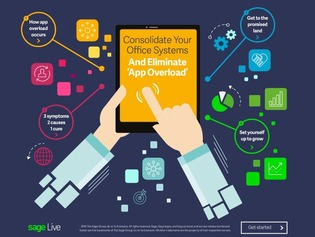 How app
overload
occurs
Consolidate Your
Office Systems
And Eliminate
'App Overload'
Get to the
promised
land
3 symptoms
2 causes
1 cure
Set yourself
up to grow
sage Live
Get started